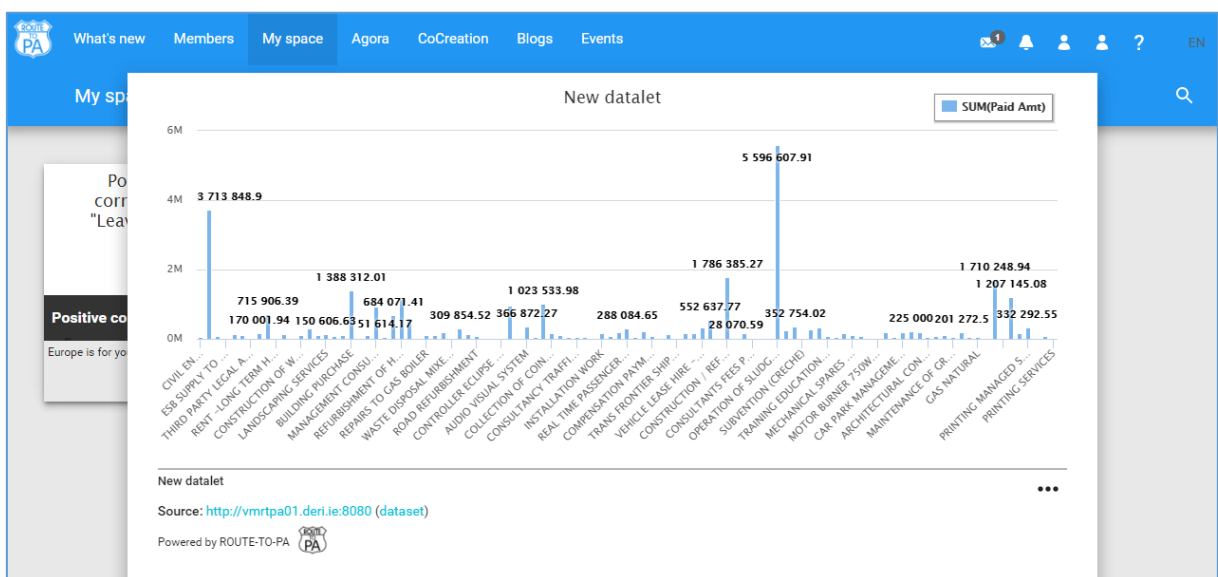 ROUTE TO PA
What's new Members My space Agora CoCreation Blogs Events 1 ? EN
My spa
New datalet
SUM(Paid Amt)
6M
5 596 607.91
4M
3 713 848.9
2M
1 786 385.27
1 710 248.94
1 388 312.01
1 207 145.08
1 023 533.98
715 906.39
684 071.41
552 637.77
352 754.02
332 292.55
309 854.52
366 872.27
288 084.65
225 000
201 272.5
170 001.94
150 606.63
51 614.17
28 070.59
0M
CIVIL EN...
ESB SUPPLY TO ...
THIRD PARTY LEGAL A...
RENT -LONG TERM H...
CONSTRUCTION OF W...
LANDSCAPING SERVICES
BUILDING PURCHASE
MANAGEMENT CONSU...
REFURBISHMENT OF H...
REPAIRS TO GAS BOILER
WASTE DISPOSAL MIXE...
ROAD REFURBISHMENT
CONTROLLER ECLIPSE ...
AUDIO VISUAL SYSTEM
COLLECTION OF COIN...
CONSULTANCY TRAFFI...
INSTALLATION WORK
REAL TIME PASSENGER...
COMPENSATION PAYM...
TRANS FRONTIER SHIP...
VEHICLE LEASE HIRE -...
CONSTRUCTION / REF...
CONSULTANTS FEES P...
OPERATION OF SLUDG...
SUBVENTION (CRECHE)
TRAINING EDUCATION...
MECHANICAL SPARES ...
MOTOR BURNER 750W...
CAR PARK MANAGEME...
ARCHITECTURAL CON...
MAINTENANCE OF GR...
GAS NATURAL
PRINTING MANAGED S...
PRINTING SERVICES
Po
corr
"Leav
Positive co
Europe is for yo
New datalet
Source: http://vmrtpa01.deri.ie:8080 (dataset)
Powered by ROUTE-TO-PA ROUTE TO PA